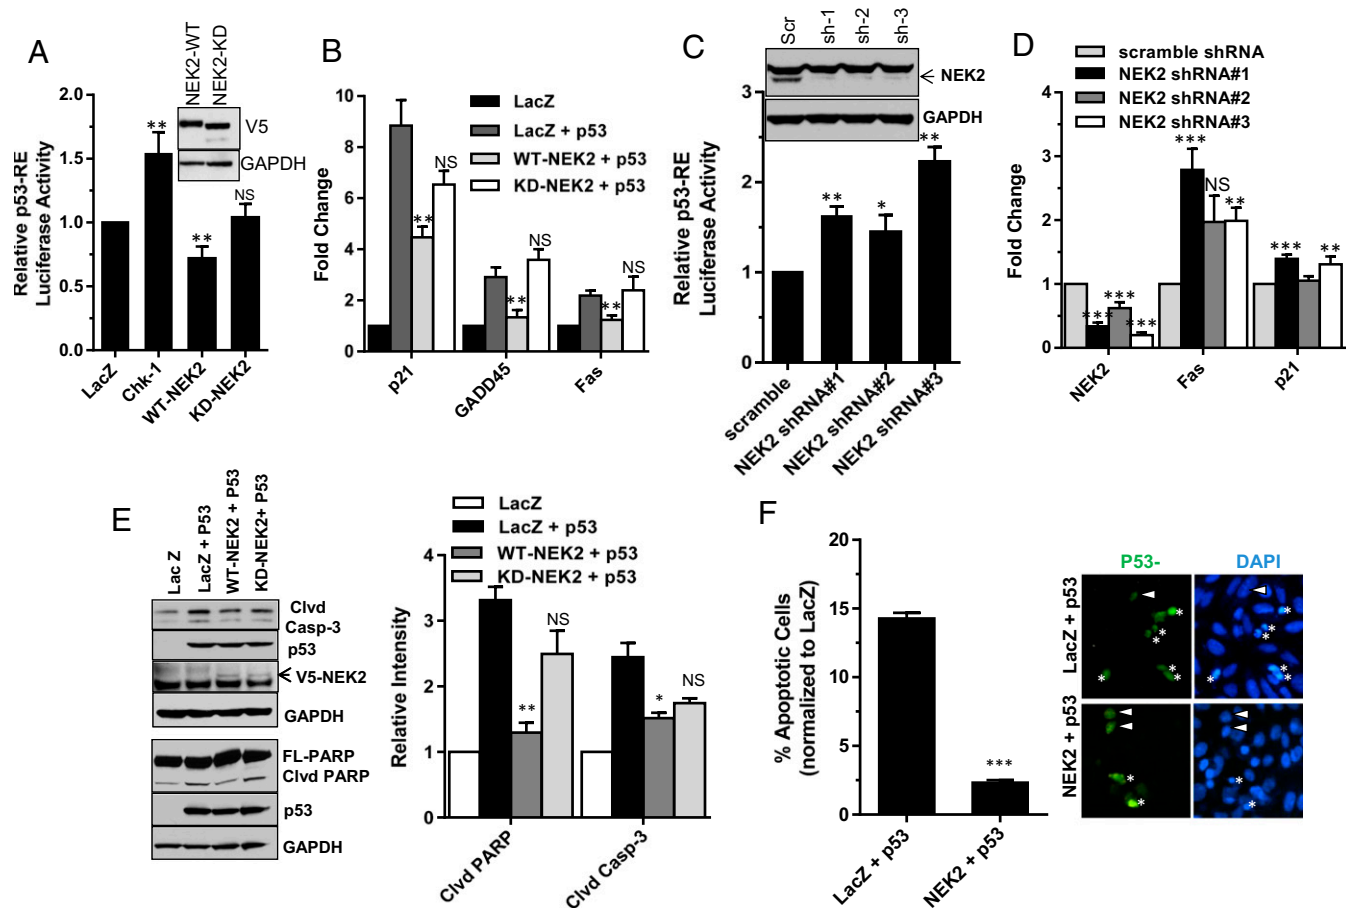 A
NEK2-WT
NEK2-KD
V5
GAPDH
Relative p53-RE
Luciferase Activity
2.0
1.5
1.0
0.5
0.0
**
**
NS
LacZ
Chk-1
WT-NEK2
KD-NEK2
B
Fold Change
10
8
6
4
2
0
LacZ
LacZ + p53
WT-NEK2 + p53
KD-NEK2 + p53
**
NS
**
NS
**
NS
p21
GADD45
Fas
C
Scr
sh-1
sh-2
sh-3
NEK2
GAPDH
Relative p53-RE
Luciferase Activity
3
2
1
0
**
*
**
scramble
NEK2 shRNA#1
NEK2 shRNA#2
NEK2 shRNA#3
D
scramble shRNA
NEK2 shRNA#1
NEK2 shRNA#2
NEK2 shRNA#3
Fold Change
4
3
2
1
0
***
***
***
***
NS
**
***
**
NEK2
Fas
p21
E
Lac Z
LacZ + P53
WT-NEK2 + P53
KD-NEK2+ P53
Clvd
Casp-3
p53
V5-NEK2
GAPDH
FL-PARP
Clvd PARP
p53
GAPDH
Relative Intensity
4
3
2
1
0
LacZ
LacZ + p53
WT-NEK2 + p53
KD-NEK2 + p53
**
NS
*
NS
Clvd PARP
Clvd Casp-3
F
% Apoptotic Cells
(normalized to LacZ)
20
15
10
5
0
***
LacZ + p53
NEK2 + p53
P53-
DAPI
LacZ + p53
NEK2 + p53